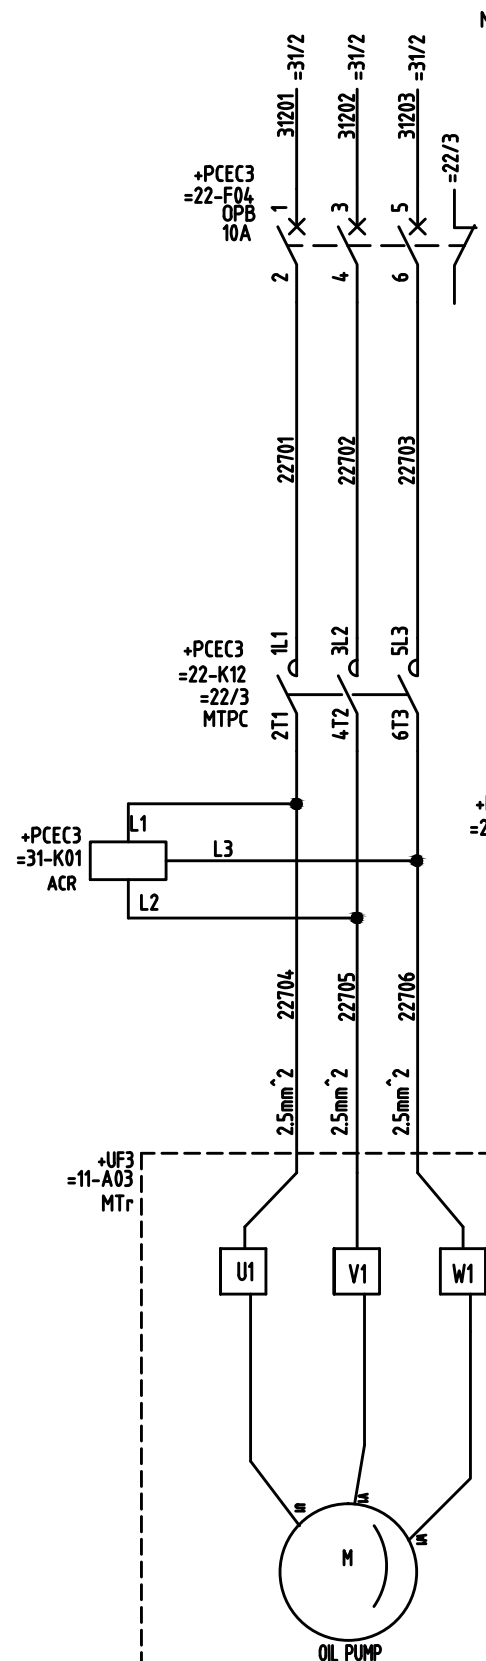 =31/2
=31/2
=31/2
31201
31202
31203
=22/3
+PCEC3
=22-F04
OPB
10A
1
3
5
2
4
6
22701
22702
22703
+PCEC3
=22-K12
=22/3
MTPC
1L1
3L2
5L3
2T1
4T2
6T3
L1
+PCEC3
=31-K01
ACR
L3
L2
22704
22705
22706
2.5mm^2
2.5mm^2
2.5mm^2
+UF3
=11-A03
MTr
U1
V1
W1
M
OIL PUMP